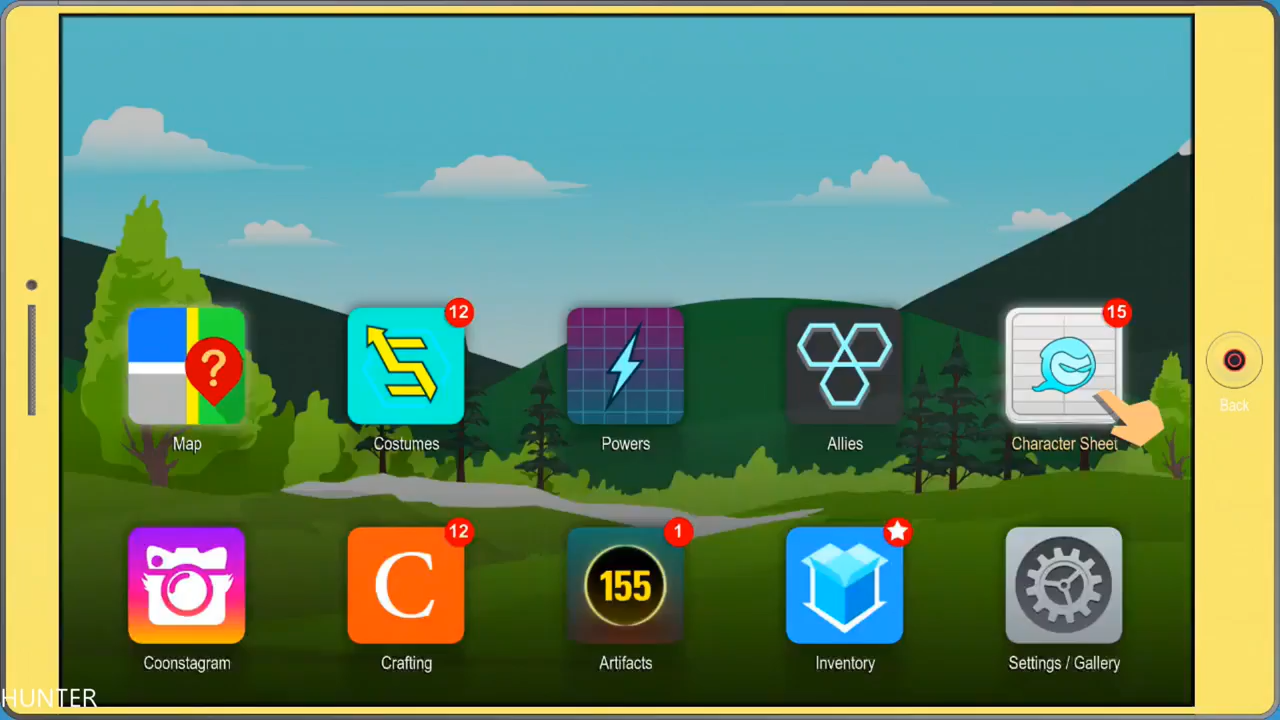 12
15
?
Map
Costumes
Powers
Allies
Character Sheet
Back
12
1
C
155
Coonstagram
Crafting
Artifacts
Inventory
Settings / Gallery
HUNTER